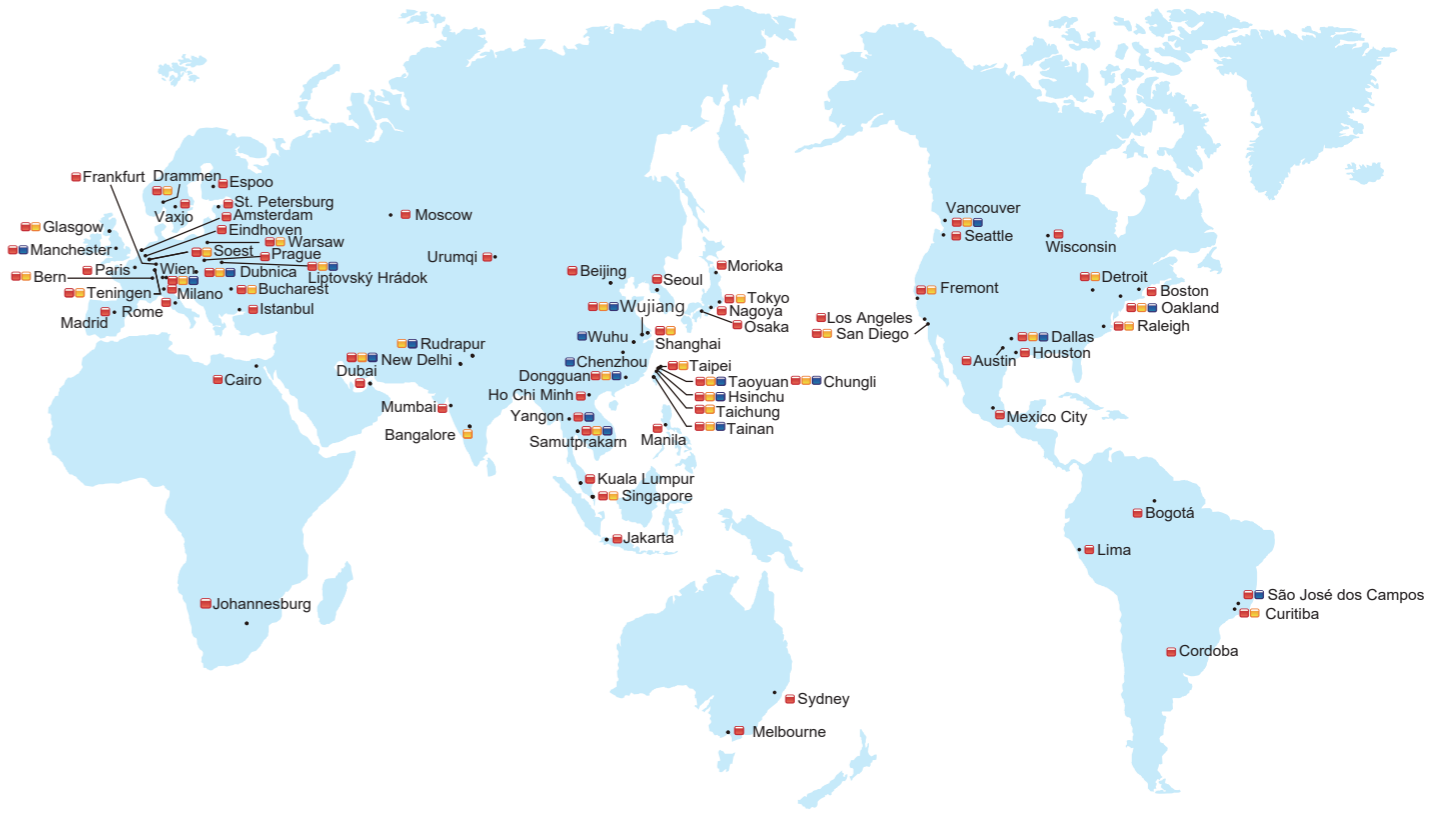 Frankfurt
Drammen
Espoo
Vaxjo
St. Petersburg
Amsterdam
Moscow
Glasgow
Eindhoven
Warsaw
Manchester
Soest
Prague
Paris
Wien
Dubnica
Liptovský Hrádok
Bern
Teningen
Milano
Bucharest
Madrid
Rome
Istanbul
Urumqi
Beijing
Seoul
Morioka
Tokyo
Nagoya
Osaka
Wujiang
Shanghai
Wuhu
Chenzhou
Rudrapur
New Delhi
Dubai
Cairo
Mumbai
Bangalore
Dongguan
Taipei
Taoyuan
Chungli
Hsinchu
Taichung
Tainan
Ho Chi Minh
Yangon
Samutprakarn
Manila
Kuala Lumpur
Singapore
Jakarta
Johannesburg
Sydney
Melbourne
Vancouver
Seattle
Wisconsin
Detroit
Boston
Fremont
Oakland
Los Angeles
San Diego
Raleigh
Dallas
Austin
Houston
Mexico City
Bogotá
Lima
São José dos Campos
Curitiba
Cordoba